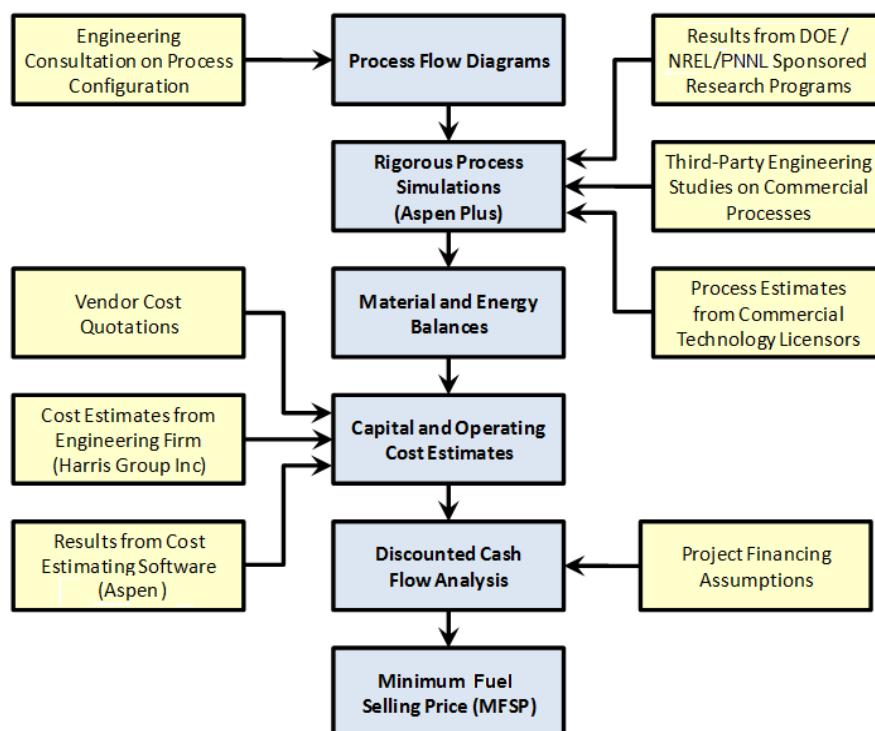 Engineering
Consultation on Process
Configuration
Process Flow Diagrams
Results from DOE /
NREL/PNNL Sponsored
Research Programs
Rigorous Process
Simulations
(Aspen Plus)
Third-Party Engineering
Studies on Commercial
Processes
Vendor Cost
Quotations
Material and Energy
Balances
Process Estimates
from Commercial
Technology Licensors
Cost Estimates from
Engineering Firm
(Harris Group Inc)
Capital and Operating
Cost Estimates
Results from Cost
Estimating Software
(Aspen )
Discounted Cash
Flow Analysis
Project Financing
Assumptions
Minimum Fuel
Selling Price (MFSP)